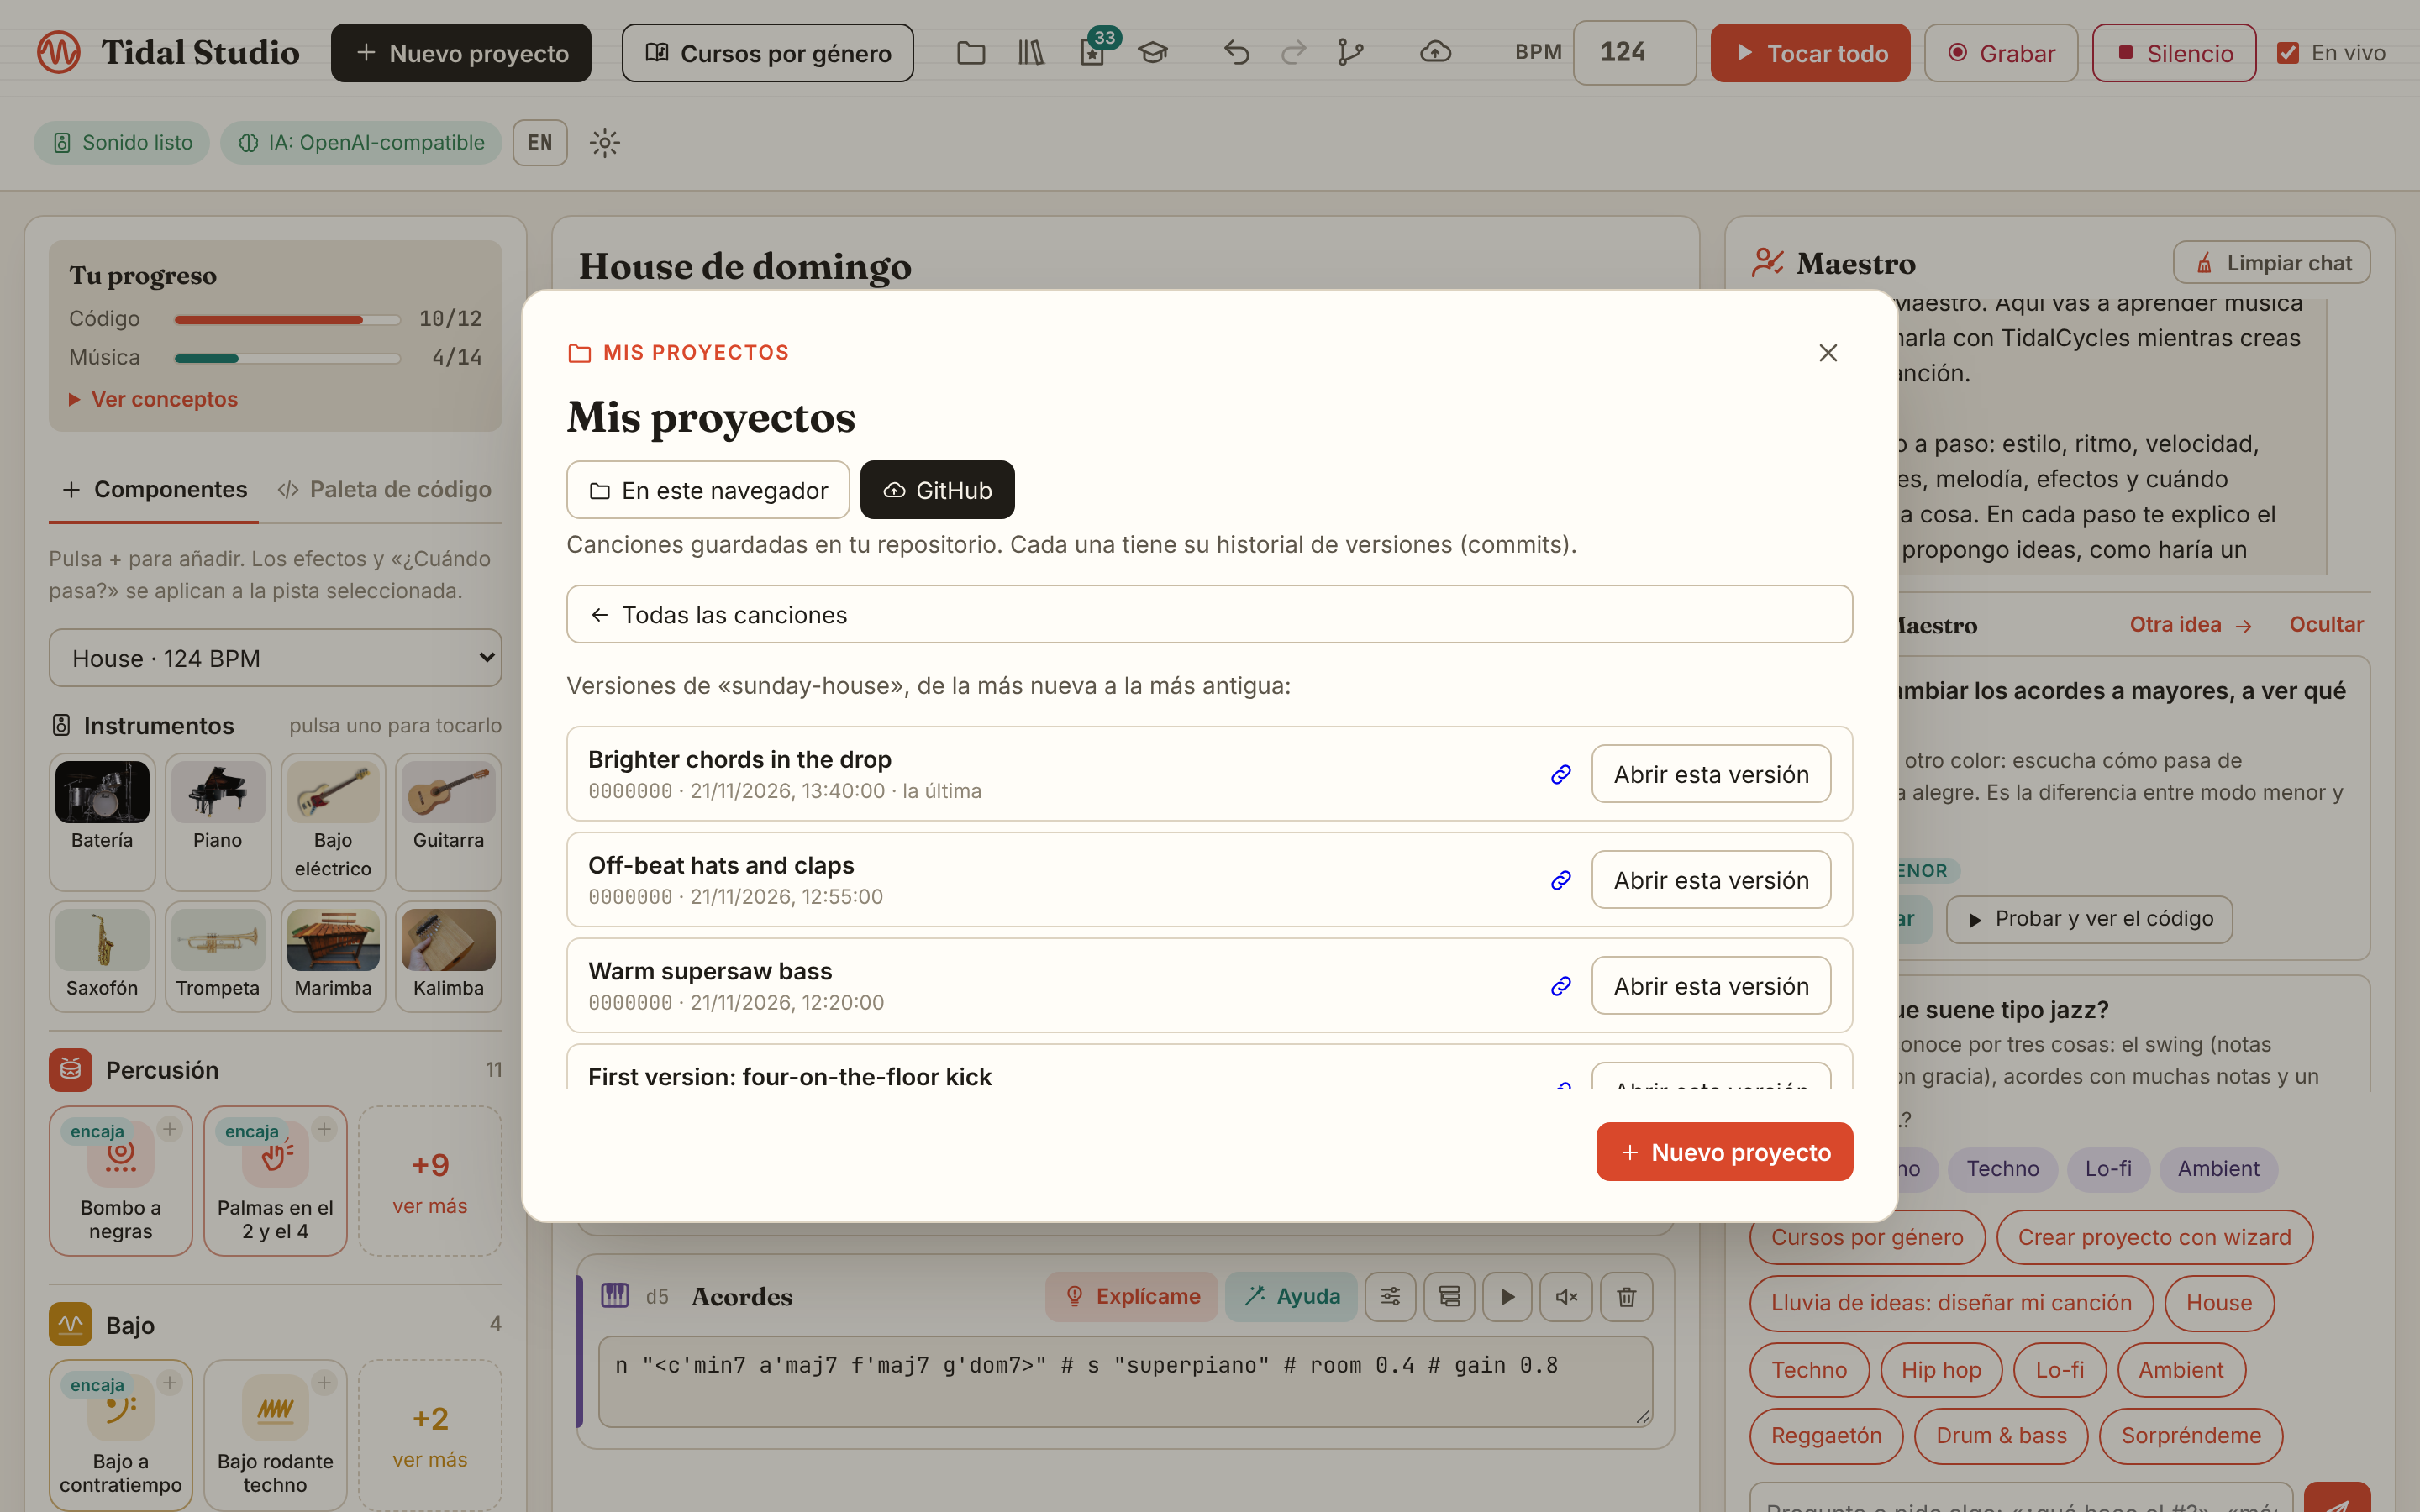 Tidal Studio
+ Nuevo proyecto
Cursos por género
33
BPM
124
Tocar todo
Grabar
Silencio
En vivo
Sonido listo
IA: OpenAI-compatible
EN
Tu progreso
Código
10/12
Música
4/14
Ver conceptos
+ Componentes
</> Paleta de código
Pulsa + para añadir. Los efectos y «¿Cuándo
pasa?» se aplican a la pista seleccionada.
House · 124 BPM
Instrumentos
pulsa uno para tocarlo
Batería
Piano
Bajo
eléctrico
Guitarra
Saxofón
Trompeta
Marimba
Kalimba
Percusión
11
encaja
Bombo a
negras
encaja
Palmas en el
2 y el 4
+9
ver más
Bajo
4
encaja
Bajo a
contratiempo
Bajo rodante
techno
+2
ver más
House de domingo
MIS PROYECTOS
Mis proyectos
En este navegador
GitHub
Canciones guardadas en tu repositorio. Cada una tiene su historial de versiones (commits).
← Todas las canciones
Versiones de «sunday-house», de la más nueva a la más antigua:
Brighter chords in the drop
0000000 · 21/11/2026, 13:40:00 · la última
Abrir esta versión
Off-beat hats and claps
0000000 · 21/11/2026, 12:55:00
Abrir esta versión
Warm supersaw bass
0000000 · 21/11/2026, 12:20:00
Abrir esta versión
First version: four-on-the-floor kick
Abrir esta versión
+ Nuevo proyecto
d5
Acordes
Explícame
Ayuda
n "<c'min7 a'maj7 f'maj7 g'dom7>" # s "superpiano" # room 0.4 # gain 0.8
Maestro
Limpiar chat
Maestro. Aquí vas a aprender música
con TidalCycles mientras creas
a paso: estilo, ritmo, velocidad,
melodía, efectos y cuándo
cosa. En cada paso te explico el
propongo ideas, como haría un
Maestro
Otra idea →
Ocultar
los acordes a mayores, a ver qué
otro color: escucha cómo pasa de
alegre. Es la diferencia entre modo menor y
Probar y ver el código
suene tipo jazz?
por tres cosas: el swing (notas
gracia), acordes con muchas notas y un
Techno
Lo-fi
Ambient
Cursos por género
Crear proyecto con wizard
Lluvia de ideas: diseñar mi canción
House
Techno
Hip hop
Lo-fi
Ambient
Reggaetón
Drum & bass
Sorpréndeme